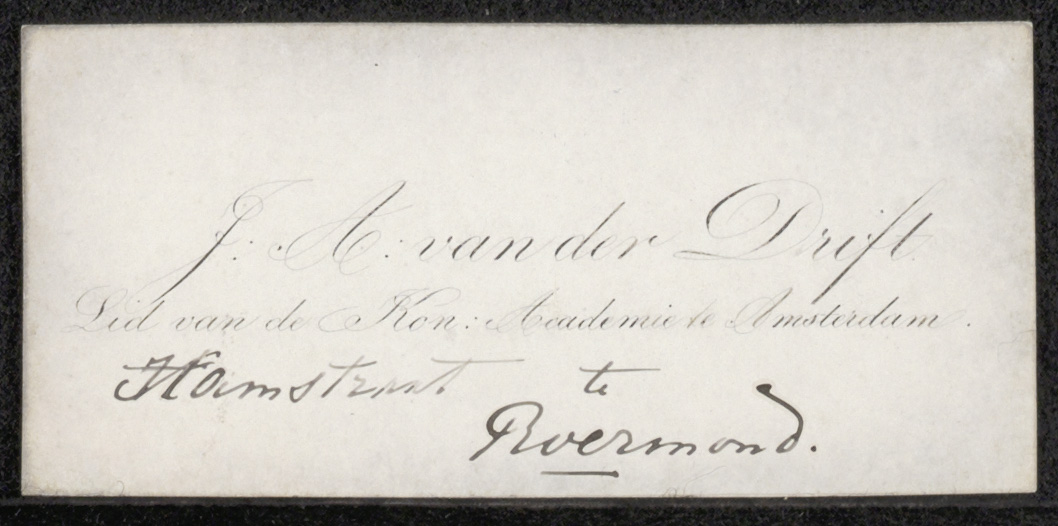 J: A: van der Drift
Lid van de Kon: Academie te Amsterdam.
Hamstraat te
Roermond.